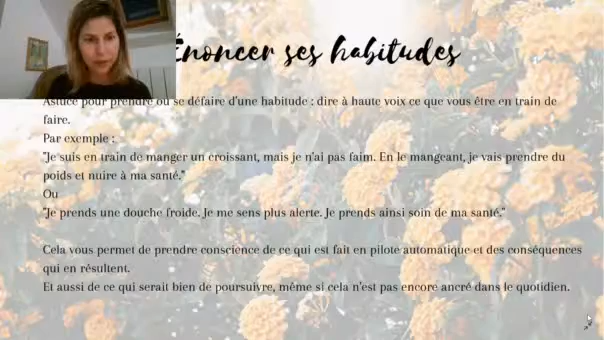 Énoncer ses habitudes
Astuce pour prendre ou se défaire d'une habitude : dire à haute voix ce que vous être en train de
faire.
Par exemple :
"Je suis en train de manger un croissant, mais je n'ai pas faim. En le mangeant, je vais prendre du
poids et nuire à ma santé."
Ou
"Je prends une douche froide. Je me sens plus alerte. Je prends ainsi soin de ma santé."
Cela vous permet de prendre conscience de ce qui est fait en pilote automatique et des conséquences
qui en résultent.
Et aussi de ce qui serait bien de poursuivre, même si cela n'est pas encore ancré dans le quotidien.